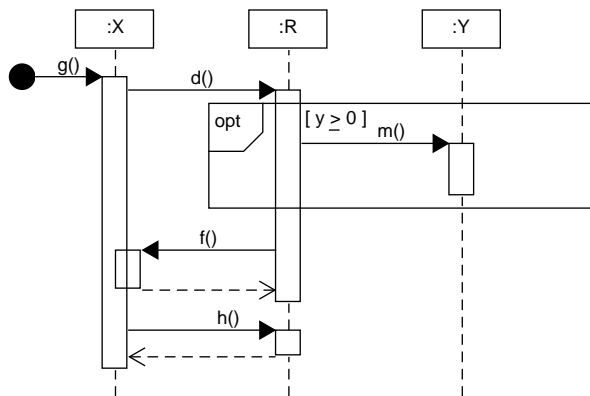 :X
:R
:Y
g()
d()
opt
[ y ≥ 0 ]
m()
f()
h()